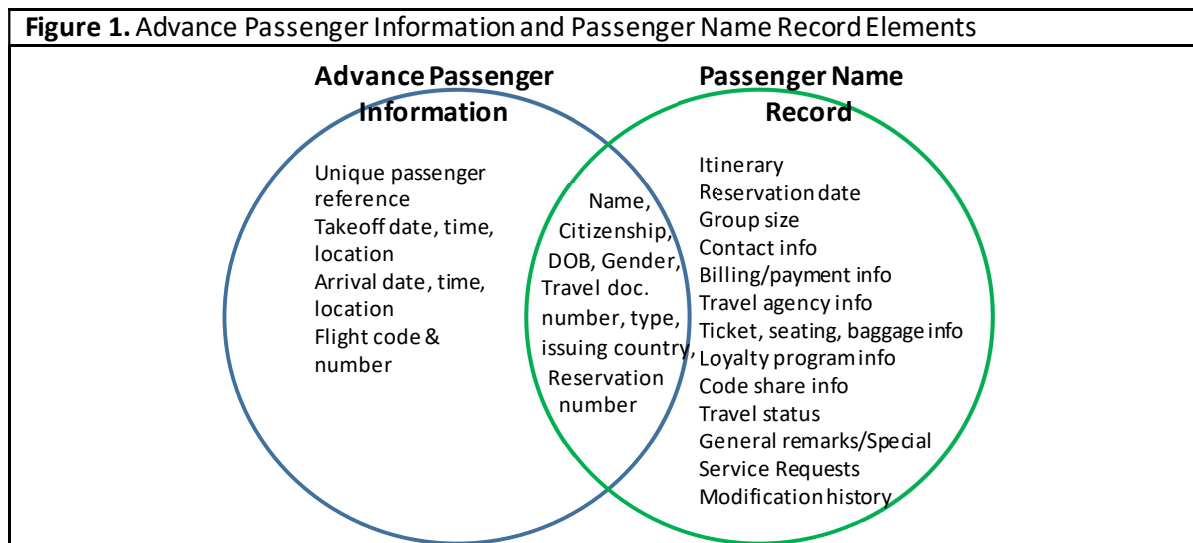 Figure 1. Advance Passenger Information and Passenger Name Record Elements
Advance Passenger
Information
Unique passenger
reference
Takeoff date, time,
location
Arrival date, time,
location
Flight code &
number
Name,
Citizenship,
DOB, Gender,
Travel doc.
number, type,
issuing country,
Reservation
number
Passenger Name
Record
Itinerary
Reservation date
Group size
Contact info
Billing/payment info
Travel agency info
Ticket, seating, baggage info
Loyalty program info
Code share info
Travel status
General remarks/Special
Service Requests
Modification history